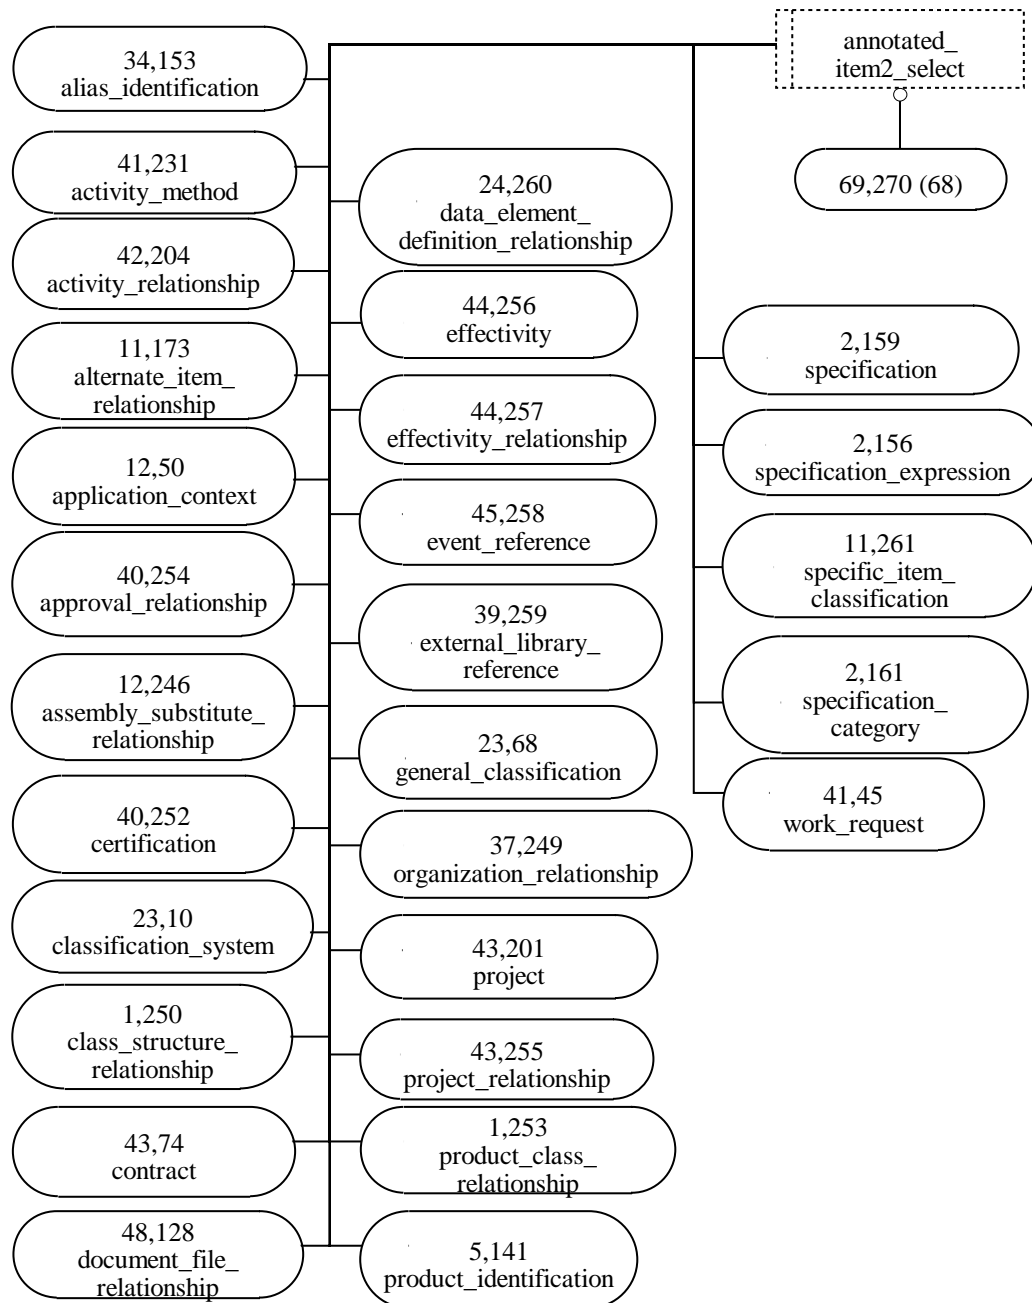 34,153
alias_identification
41,231
activity_method
42,204
activity_relationship
11,173
alternate_item_
relationship
12,50
application_context
40,254
approval_relationship
12,246
assembly_substitute_
relationship
40,252
certification
23,10
classification_system
1,250
class_structure_
relationship
43,74
contract
48,128
document_file_
relationship
24,260
data_element_
definition_relationship
44,256
effectivity
44,257
effectivity_relationship
45,258
event_reference
39,259
external_library_
reference
23,68
general_classification
37,249
organization_relationship
43,201
project
43,255
project_relationship
1,253
product_class_
relationship
5,141
product_identification
annotated_
item2_select
69,270 (68)
2,159
specification
2,156
specification_expression
11,261
specific_item_
classification
2,161
specification_
category
41,45
work_request